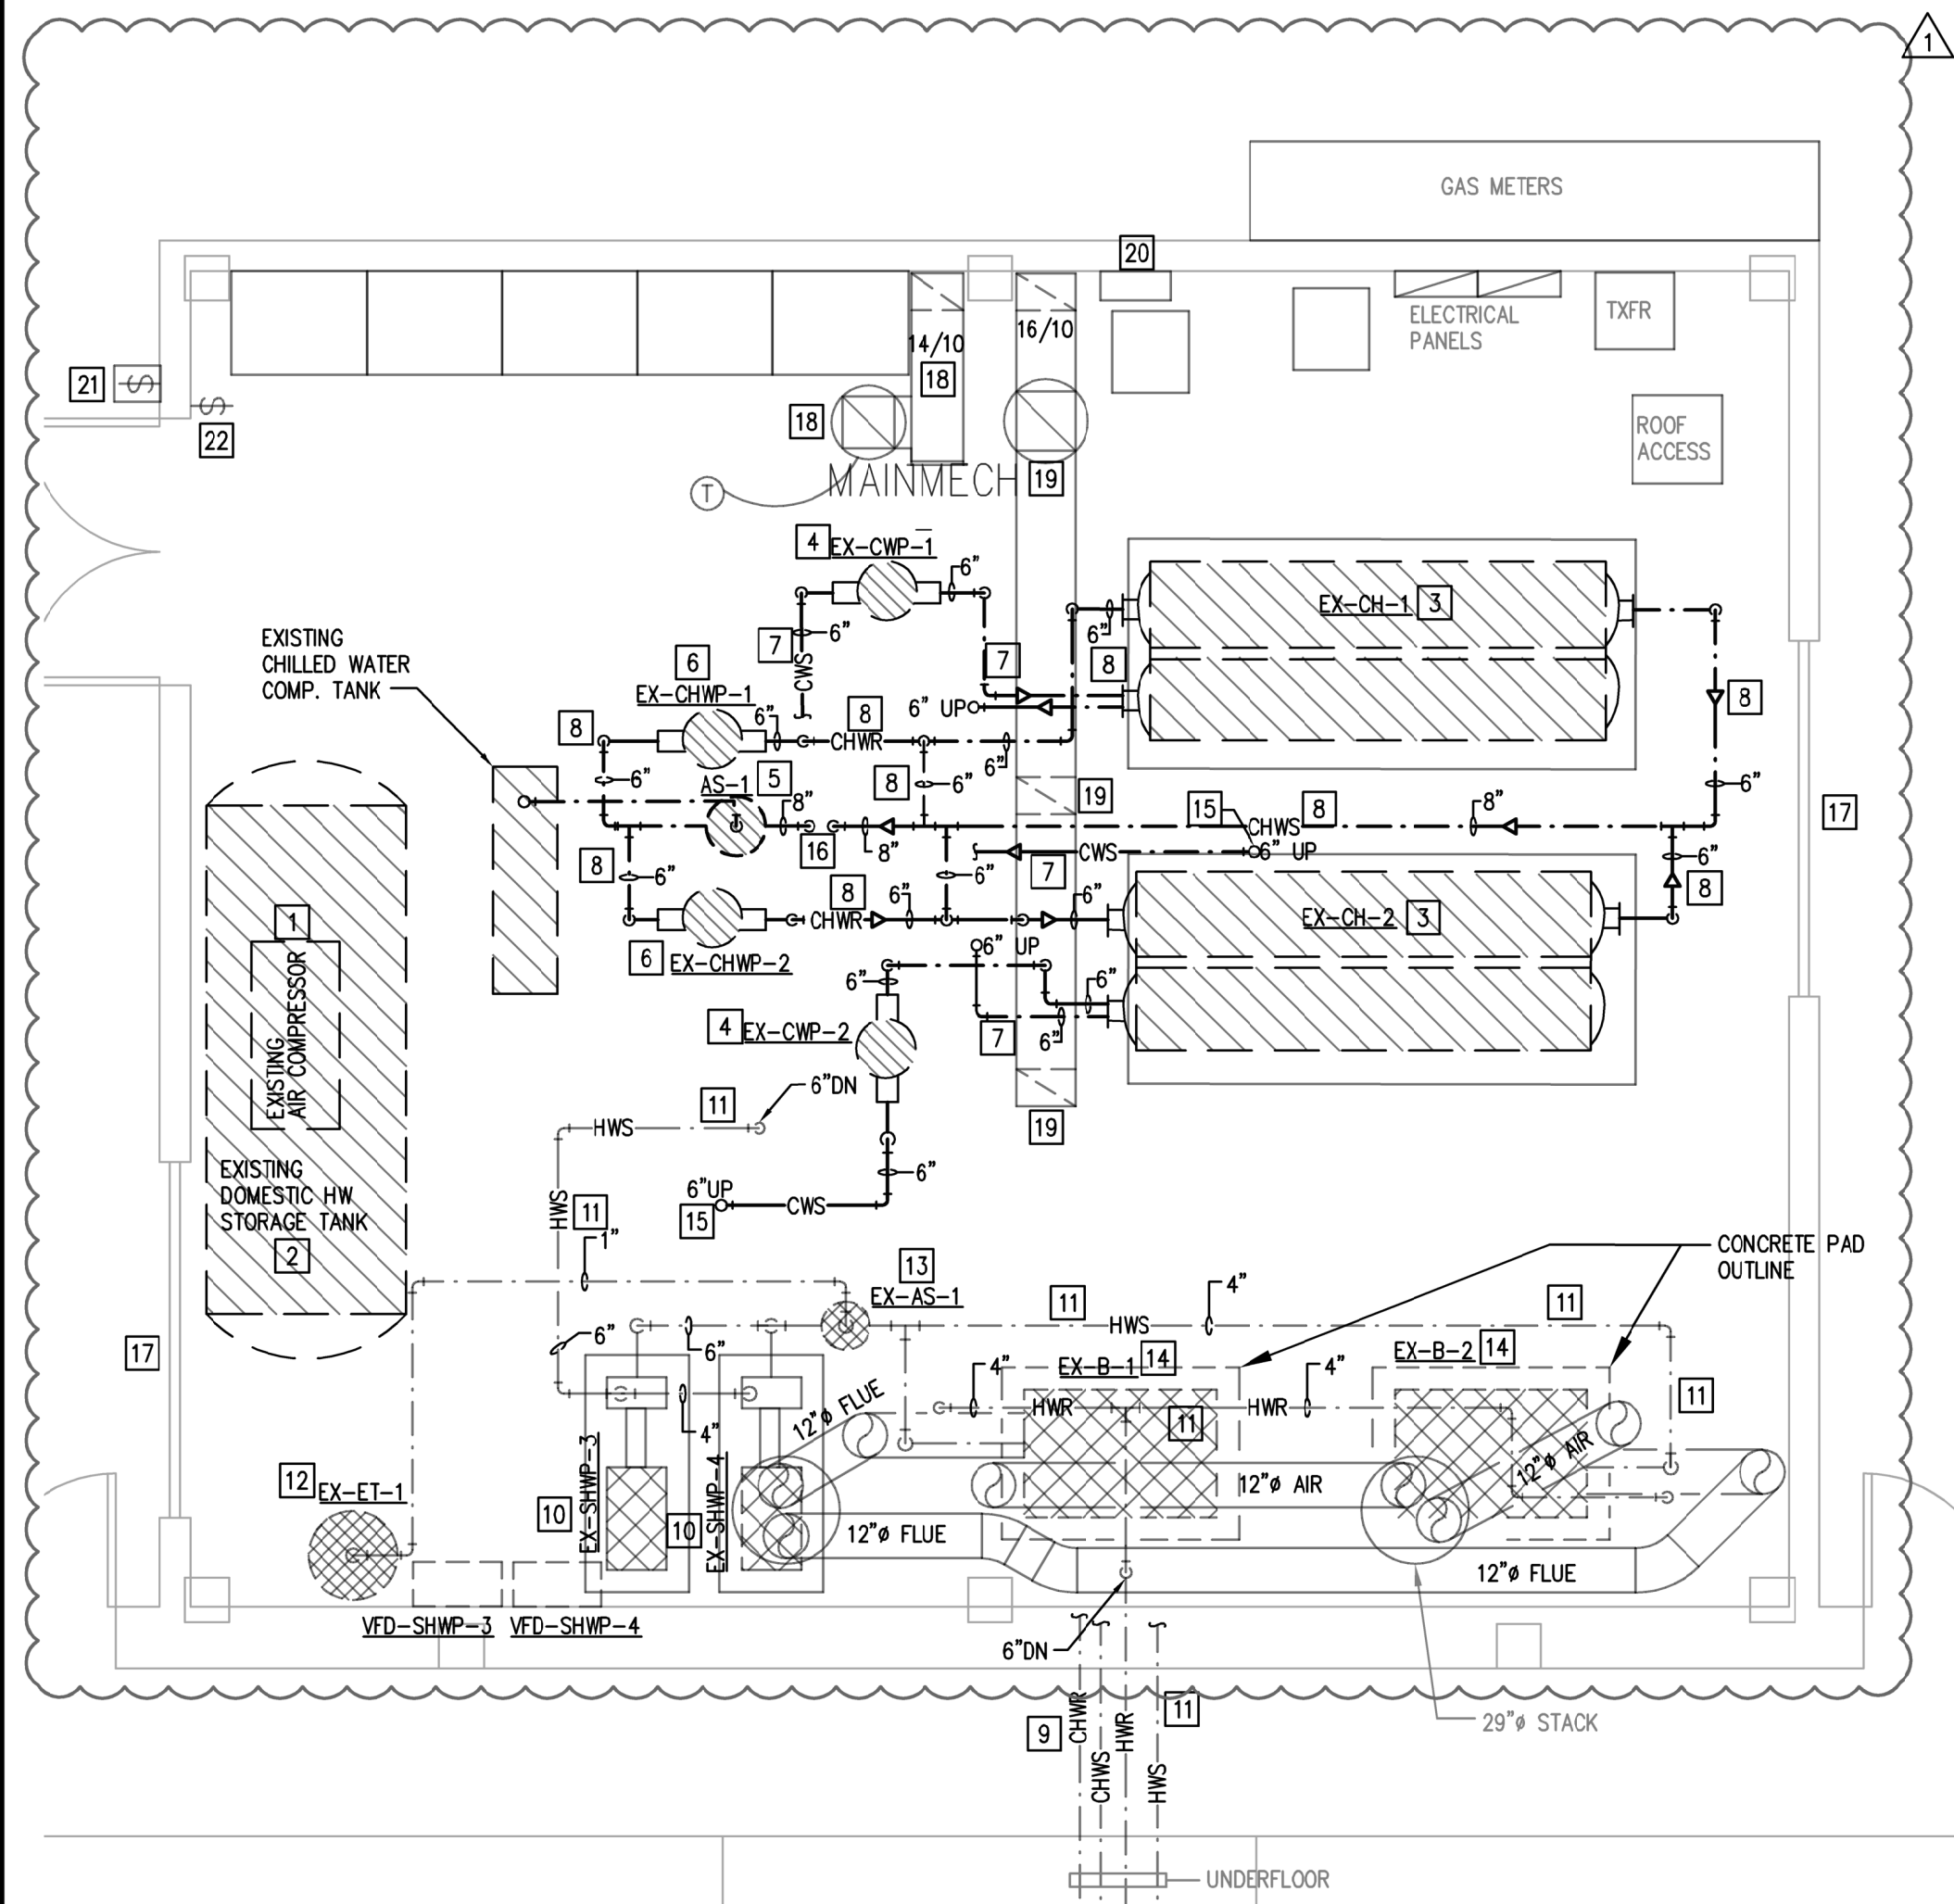 1
GAS METERS
20
14/10
18
16/10
ELECTRICAL
PANELS
TXFR
21
S
S
22
18
ROOF
ACCESS
MAINMECH
19
T
4
EX-CWP-1
6"
EX-CH-1
3
6"
EXISTING
CHILLED WATER
COMP. TANK
7
6"
CWS
6
EX-CHWP-1
7
8
8
6"
8
6" UP
8
CHWR
6"
6"
AS-1
5
8"
8
6"
19
15
8
8"
6"
17
CHWS
16
8"
CWS
6" UP
6"
8
6"
7
6"
8
8
CHWR
6"
6"
EX-CH-2
3
1
EXISTING
AIR COMPRESSOR
6
EX-CHWP-2
6" UP
6"
6"
4
EX-CWP-2
7
6"
11
6"DN
HWS
19
EXISTING
DOMESTIC HW
STORAGE TANK
2
6"
6"UP
15
CWS
HWS
11
1"
CONCRETE PAD
OUTLINE
13
EX-AS-1
11
4"
11
HWS
17
6"
6"
EX-B-1
14
EX-B-2
14
4"
4"
11
HWR
11
HWR
12"ø FLUE
4"
12"ø AIR
12"ø AIR
12
EX-ET-1
10
EX-SHWP-3
10
EX-SHWP-4
12"ø FLUE
12"ø FLUE
VFD-SHWP-3
VFD-SHWP-4
6"DN
9
CHWR
CHWS
HWR
HWS
11
29"ø STACK
UNDERFLOOR